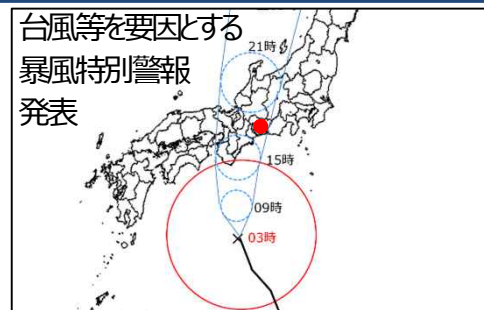 台風等を要因とする
暴風特別警報
発表
21時
15時
09時
03時